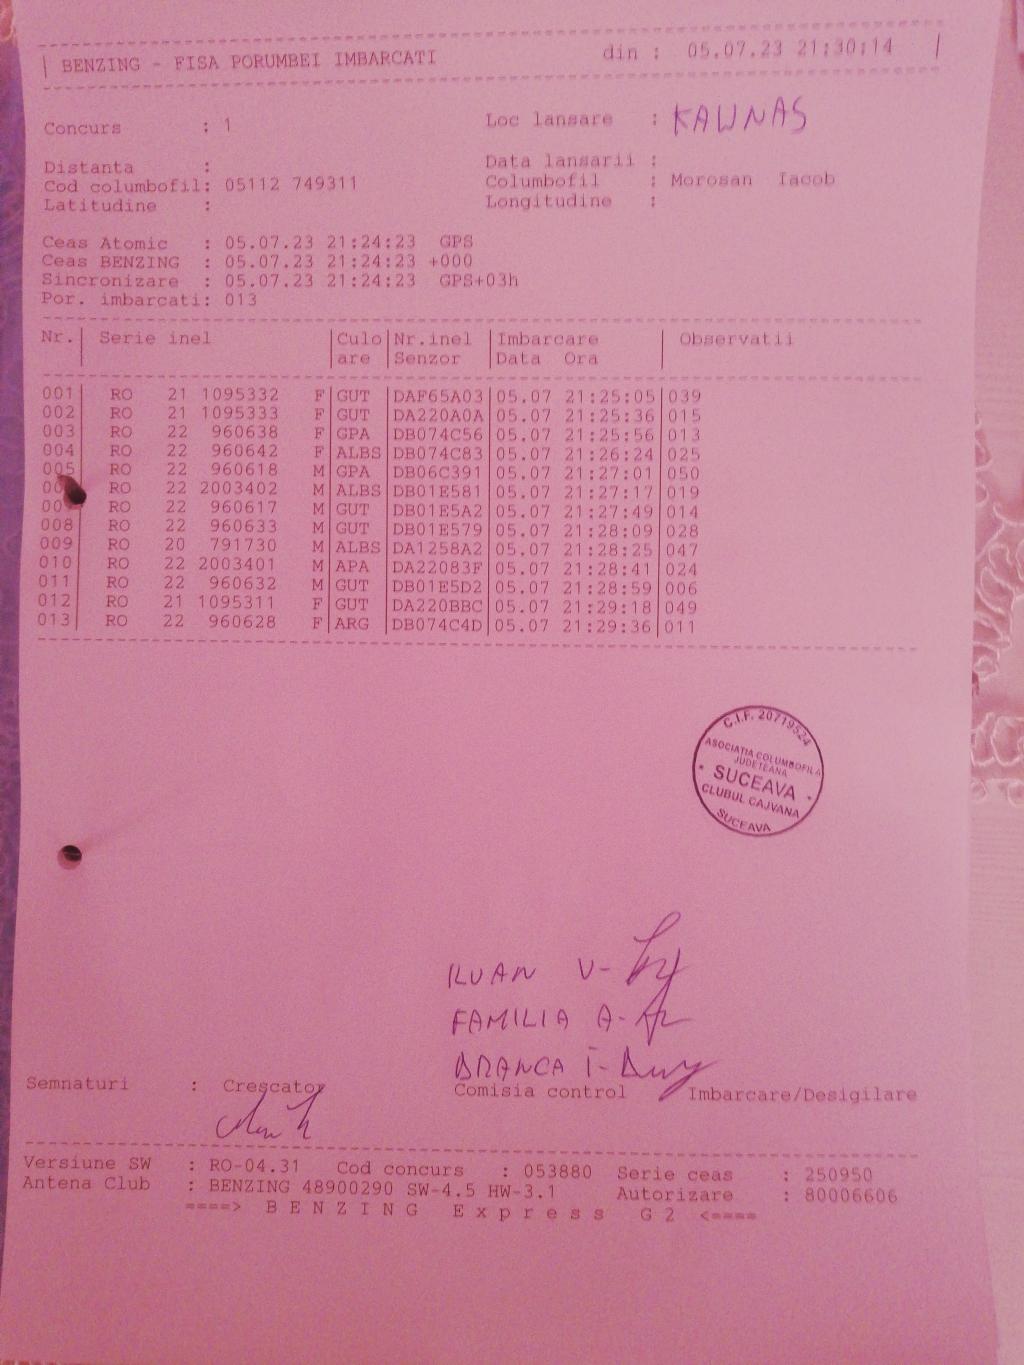 BENZING - FISA PORUMBEI IMBARCATI din : 05.07.23 21:30:14
Concurs : 1 Loc lansare : KAWNAS
Distanta : Data lansarii :
Cod columbofil: 05112 749311 Columbofil : Morosan Iacob
Latitudine : Longitudine :
Ceas Atomic : 05.07.23 21:24:23 GPS
Ceas BENZING : 05.07.23 21:24:23 +000
Sincronizare : 05.07.23 21:24:23 GPS+03h
Por. imbarcati: 013
Nr. Serie inel Culo Nr.inel Imbarcare Observatii
are Senzor Data Ora
001 RO 21 1095332 F GUT DAF65A03 05.07 21:25:05 039
002 RO 21 1095333 F GUT DA220A0A 05.07 21:25:36 015
003 RO 22 960638 F GPA DB074C56 05.07 21:25:56 013
004 RO 22 960642 F ALBS DB074C83 05.07 21:26:24 025
005 RO 22 960618 M GPA DB06C391 05.07 21:27:01 050
00 RO 22 2003402 M ALBS DB01E581 05.07 21:27:17 019
00 RO 22 960617 M GUT DB01E5A2 05.07 21:27:49 014
008 RO 22 960633 M GUT DB01E579 05.07 21:28:09 028
009 RO 20 791730 M ALBS DA1258A2 05.07 21:28:25 047
010 RO 22 2003401 M APA DA22083F 05.07 21:28:41 024
011 RO 22 960632 M GUT DB01E5D2 05.07 21:28:59 006
012 RO 21 1095311 F GUT DA220BBC 05.07 21:29:18 049
013 RO 22 960628 F ARG DB074C4D 05.07 21:29:36 011
C.I.F. 20719524
ASOCIATIA COLUMBOFILA
JUDETEANA
SUCEAVA
CLUBUL CAJVANA
SUCEAVA
ILUAN V-
FAMILIA A-
BRANCA I-
Semnaturi : Crescator Comisia control Imbarcare/Desigilare
Versiune SW : RO-04.31 Cod concurs : 053880 Serie ceas : 250950
Antena Club : BENZING 48900290 SW-4.5 HW-3.1 Autorizare : 80006606
====> B E N Z I N G E x p r e s s G 2 <====